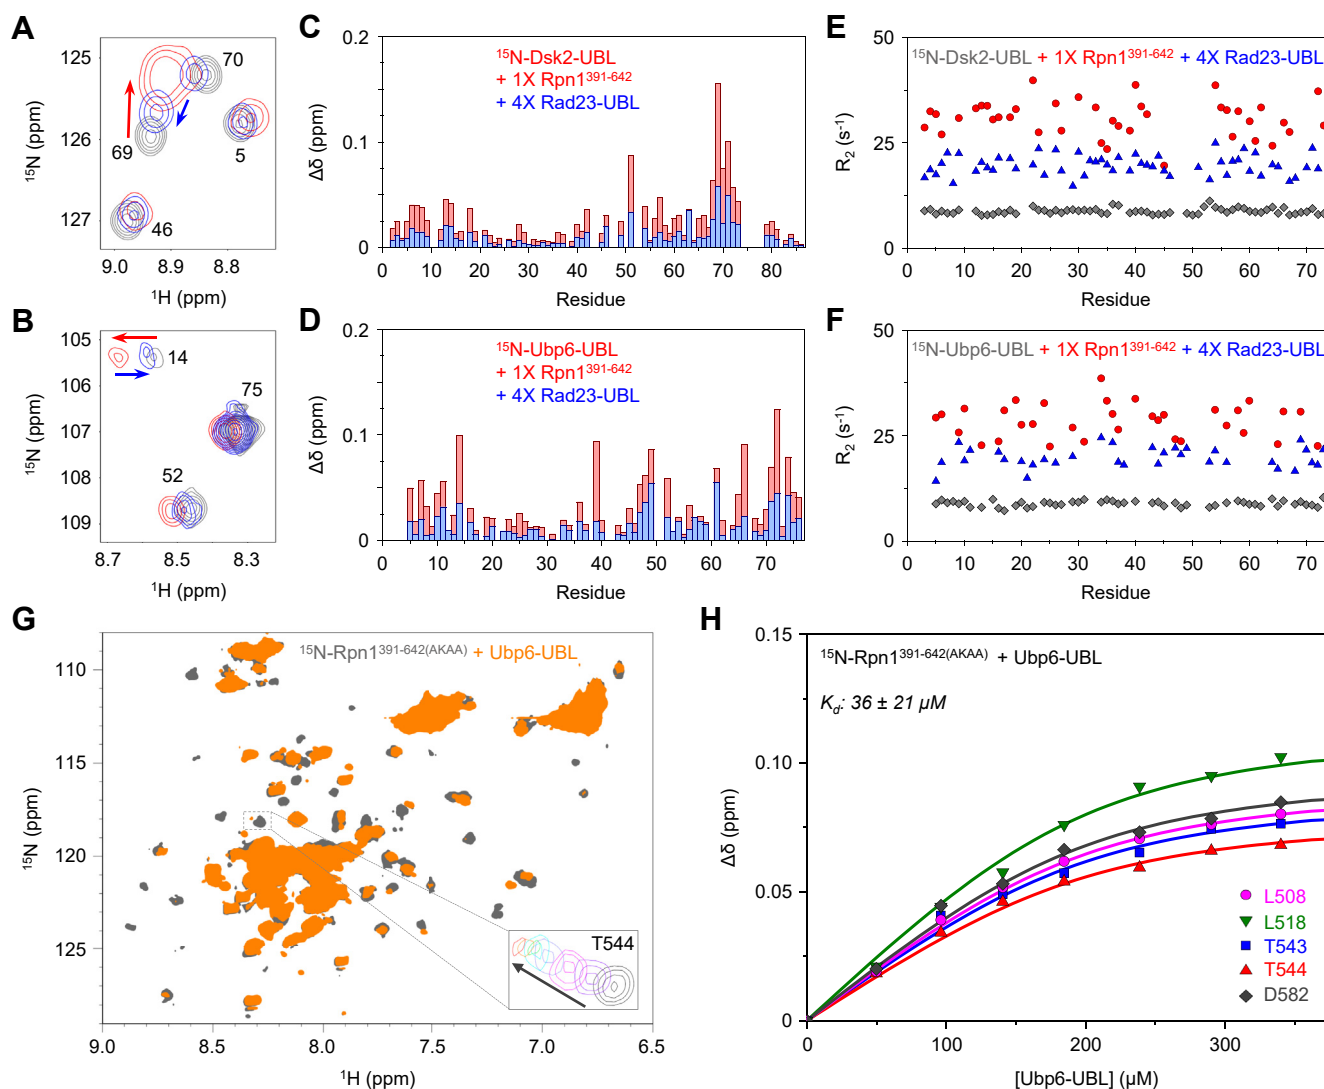 A
125
126
127
¹⁵N (ppm)
70
69
5
46
9.0 8.9 8.8
¹H (ppm)
B
105
106
107
108
109
¹⁵N (ppm)
14
75
52
8.7 8.5 8.3
¹H (ppm)
C
0.2
0.1
0
Δδ (ppm)
¹⁵N-Dsk2-UBL
+ 1X Rpn1³⁹¹⁻⁶⁴²
+ 4X Rad23-UBL
0 10 20 30 40 50 60 70 80
Residue
D
0.2
0.1
0
Δδ (ppm)
¹⁵N-Ubp6-UBL
+ 1X Rpn1³⁹¹⁻⁶⁴²
+ 4X Rad23-UBL
0 10 20 30 40 50 60 70
Residue
E
50
25
0
R₂ (s⁻¹)
¹⁵N-Dsk2-UBL + 1X Rpn1³⁹¹⁻⁶⁴² + 4X Rad23-UBL
0 10 20 30 40 50 60 70
Residue
F
50
25
0
R₂ (s⁻¹)
¹⁵N-Ubp6-UBL + 1X Rpn1³⁹¹⁻⁶⁴² + 4X Rad23-UBL
0 10 20 30 40 50 60 70
Residue
G
110
115
120
125
¹⁵N (ppm)
¹⁵N-Rpn1³⁹¹⁻⁶⁴²⁽ᴬᴷᴬᴬ⁾ + Ubp6-UBL
T544
9.0 8.5 8.0 7.5 7.0 6.5
¹H (ppm)
H
0.15
0.10
0.05
0
Δδ (ppm)
¹⁵N-Rpn1³⁹¹⁻⁶⁴²⁽ᴬᴷᴬᴬ⁾ + Ubp6-UBL
K_d: 36 ± 21 μM
L508
L518
T543
T544
D582
0 100 200 300
[Ubp6-UBL] (μM)